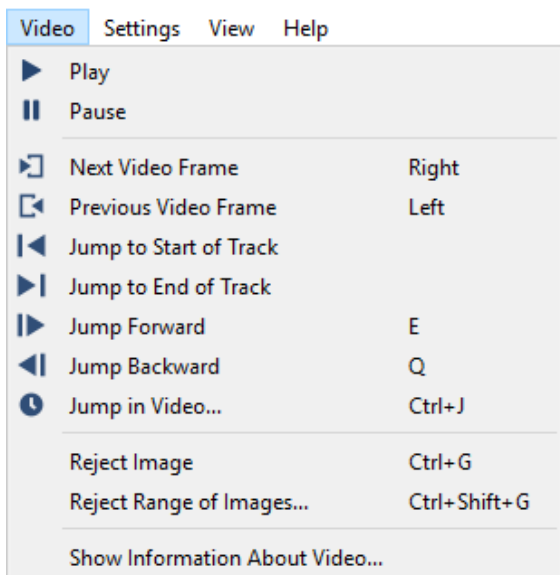 Video Settings View Help
Play
Pause
Next Video Frame Right
Previous Video Frame Left
Jump to Start of Track
Jump to End of Track
Jump Forward E
Jump Backward Q
Jump in Video... Ctrl+J
Reject Image Ctrl+G
Reject Range of Images... Ctrl+Shift+G
Show Information About Video...